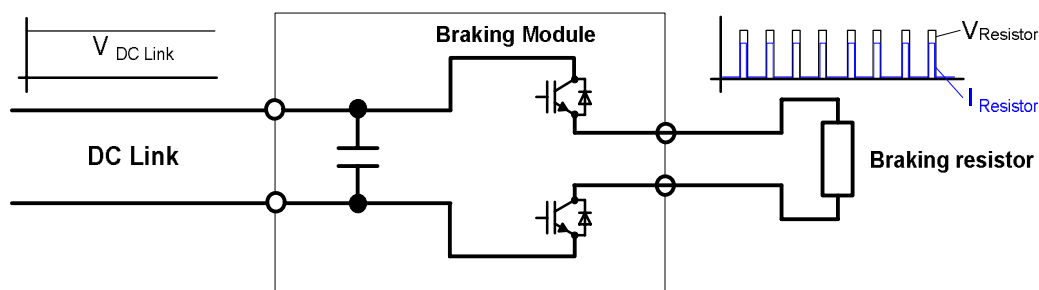 V DC Link
Braking Module
V Resistor
I Resistor
DC Link
Braking resistor